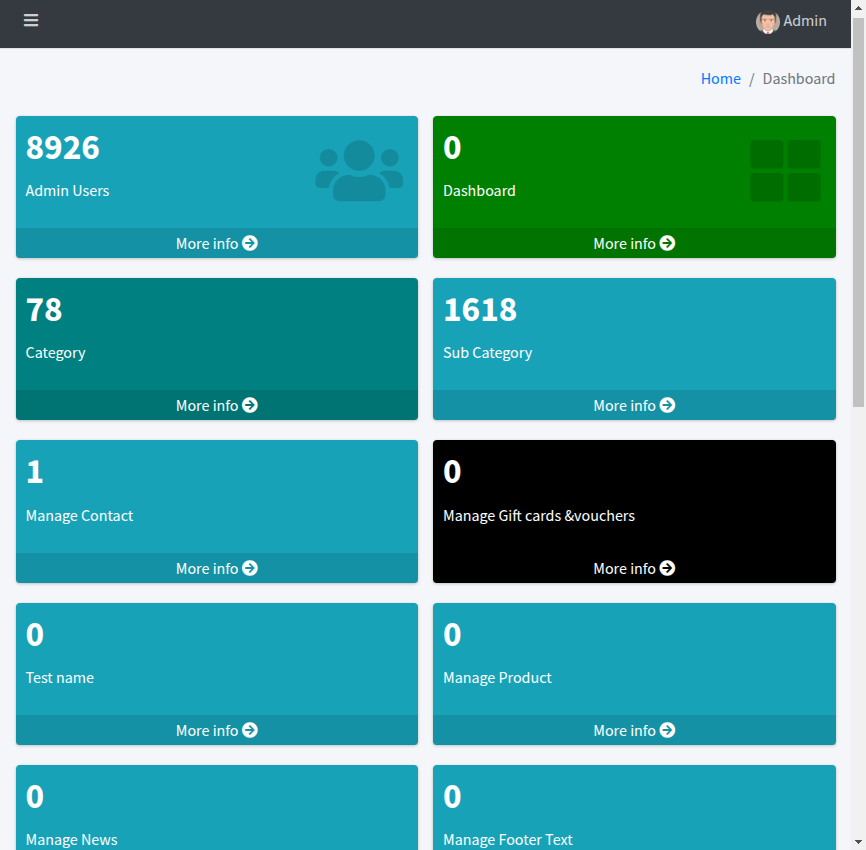 Admin
Home / Dashboard
8926
Admin Users
More info
0
Dashboard
More info
78
Category
More info
1618
Sub Category
More info
1
Manage Contact
More info
0
Manage Gift cards &vouchers
More info
0
Test name
More info
0
Manage Product
More info
0
Manage News
0
Manage Footer Text